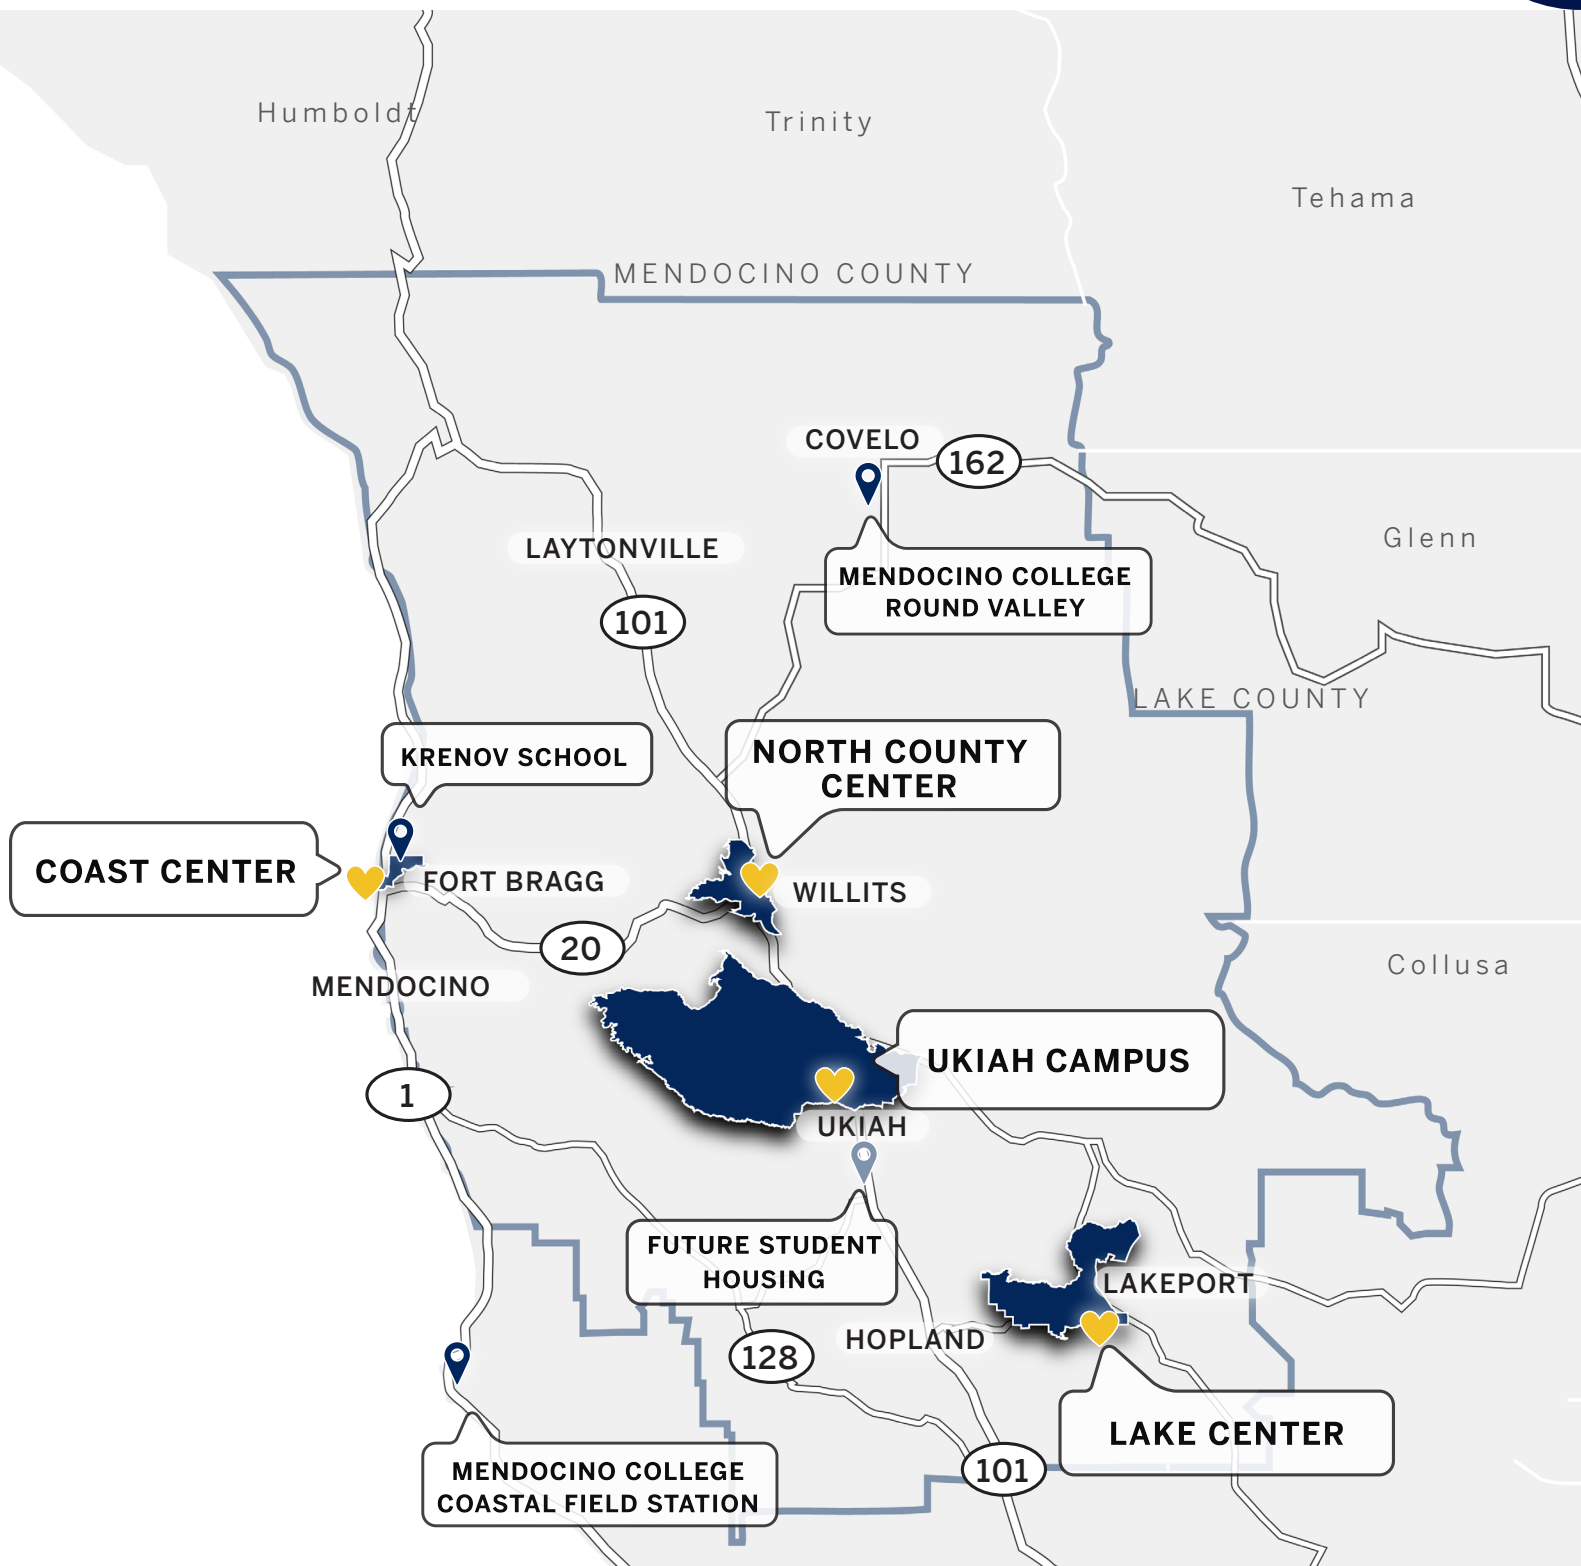 Humboldt
Trinity
Tehama
MENDOCINO COUNTY
COVELO
162
Glenn
LAYTONVILLE
MENDOCINO COLLEGE
ROUND VALLEY
101
LAKE COUNTY
KRENOV SCHOOL
NORTH COUNTY
CENTER
COAST CENTER
FORT BRAGG
WILLITS
20
Collusa
MENDOCINO
UKIAH CAMPUS
1
UKIAH
FUTURE STUDENT
HOUSING
LAKEPORT
HOPLAND
128
LAKE CENTER
MENDOCINO COLLEGE
COASTAL FIELD STATION
101